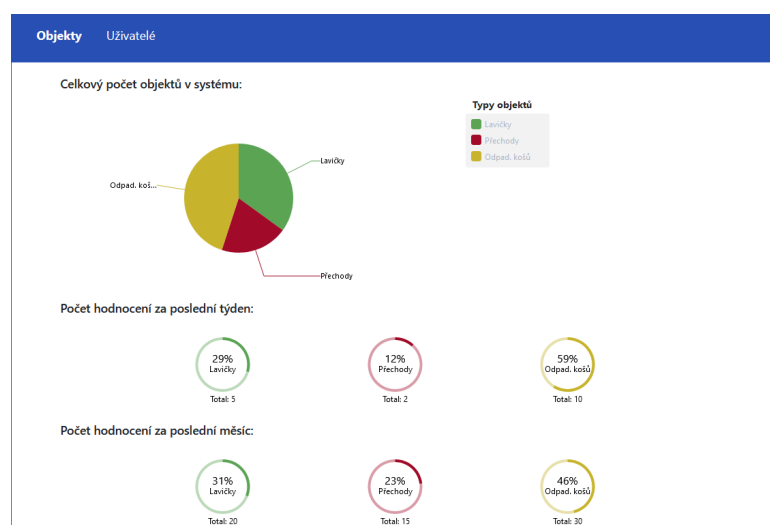 Objekty Uživatelé
Celkový počet objektů v systému:
Typy objektů
Lavičky
Přechody
Odpad. košů
Lavičky
Odpad. koš...
Přechody
Počet hodnocení za poslední týden:
29% 12% 59%
Lavičky Přechody Odpad. košů
Total: 5 Total: 2 Total: 10
Počet hodnocení za poslední měsíc:
31% 23% 46%
Lavičky Přechody Odpad. košů
Total: 20 Total: 15 Total: 30